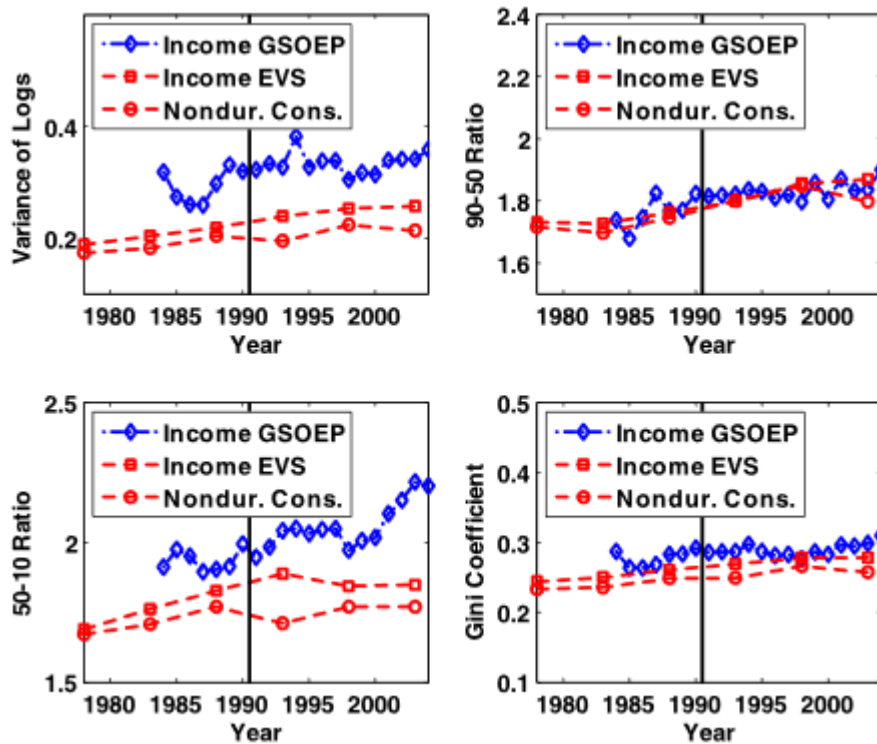 Income GSOEP
Income EVS
Nondur. Cons.
Variance of Logs
0.4
0.2
1980 1985 1990 1995 2000
Year
Income GSOEP
Income EVS
Nondur. Cons.
90-50 Ratio
2.4
2.2
2
1.8
1.6
1980 1985 1990 1995 2000
Year
Income GSOEP
Income EVS
Nondur. Cons.
50-10 Ratio
2.5
2
1.5
1980 1985 1990 1995 2000
Year
Income GSOEP
Income EVS
Nondur. Cons.
Gini Coefficient
0.5
0.4
0.3
0.2
0.1
1980 1985 1990 1995 2000
Year